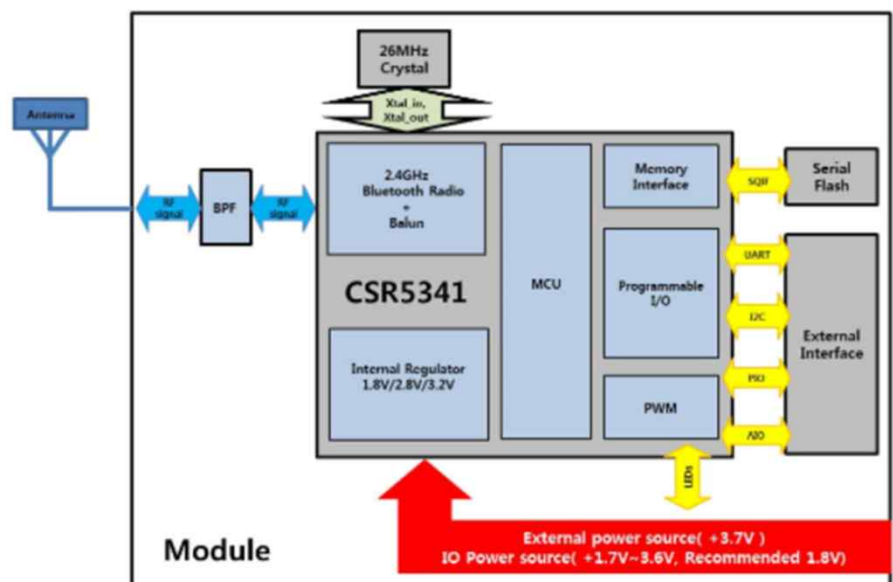 26MHz
Crystal
Xtal_in,
Xtal_out
Antenna
RF
signal
BPF
RF
signal
2.4GHz
Bluetooth Radio
+
Balun
CSR5341
Internal Regulator
1.8V/2.8V/3.2V
MCU
Memory
Interface
Programmable
I/O
PWM
SQIF
Serial
Flash
UART
I2C
PIO
AIO
External
Interface
LEDs
External power source( +3.7V )
IO Power source( +1.7V~3.6V, Recommended 1.8V)
Module